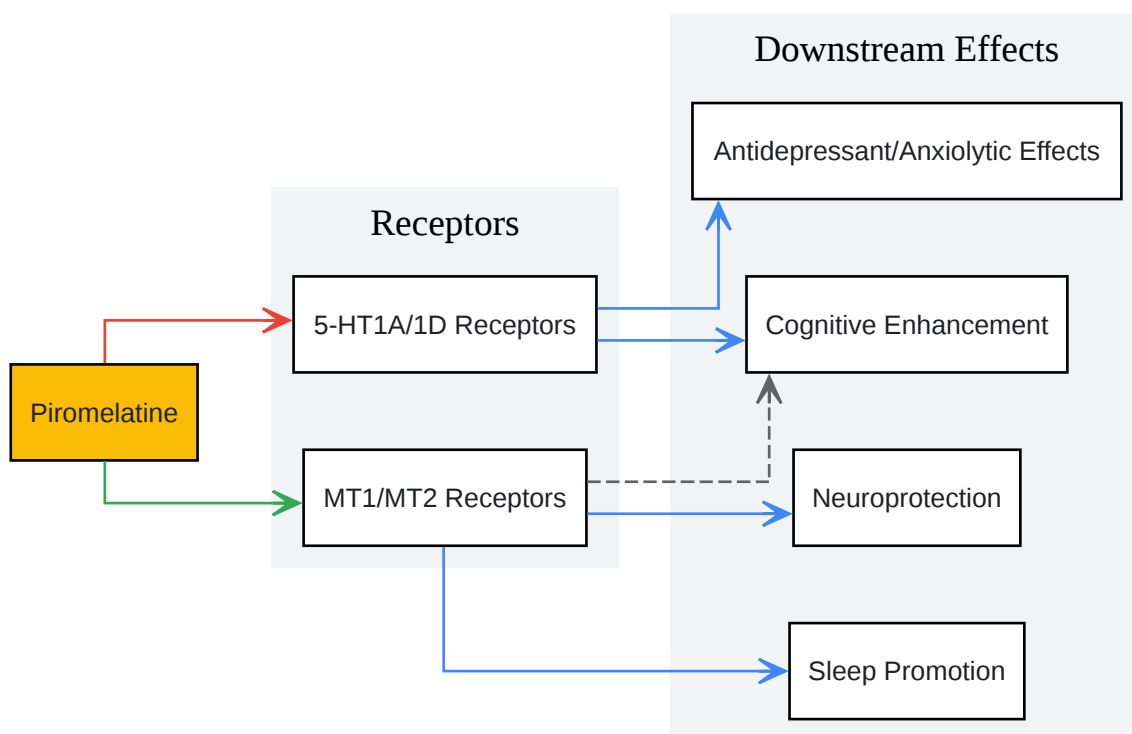 Downstream Effects
Antidepressant/Anxiolytic Effects
Receptors
5-HT1A/1D Receptors
Cognitive Enhancement
Piromelatine
MT1/MT2 Receptors
Neuroprotection
Sleep Promotion